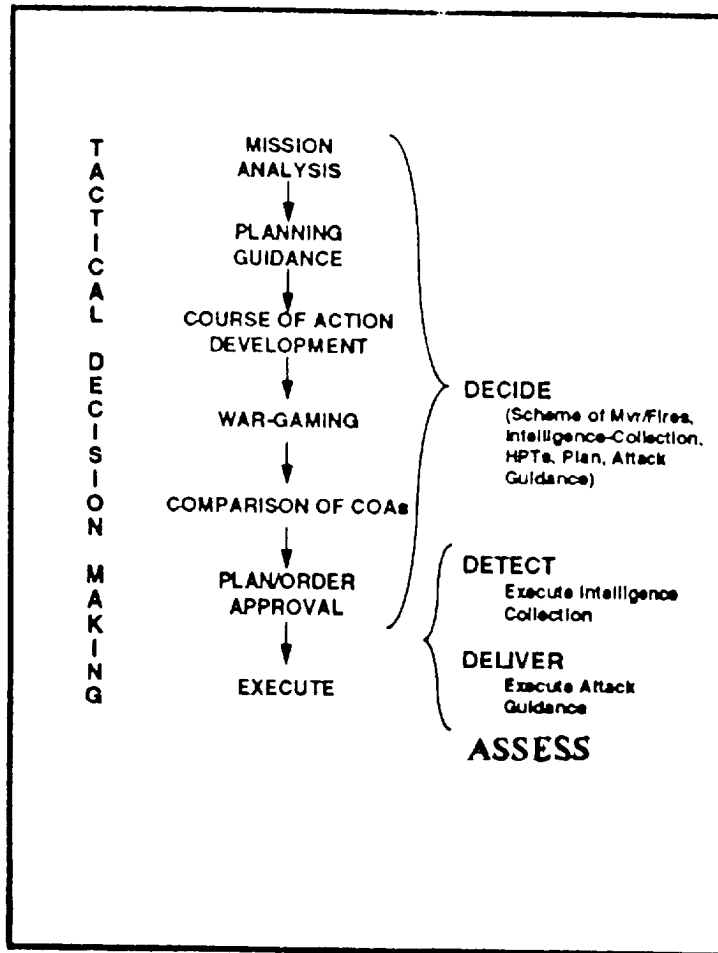 TACTICAL DECISION MAKING
MISSION
ANALYSIS
PLANNING
GUIDANCE
COURSE OF ACTION
DEVELOPMENT
WAR-GAMING
COMPARISON OF COAs
PLAN/ORDER
APPROVAL
EXECUTE
DECIDE
(Scheme of Mvr/Fires,
Intelligence-Collection,
HPTs, Plan, Attack
Guidance)
DETECT
Execute Intelligence
Collection
DELIVER
Execute Attack
Guidance
ASSESS